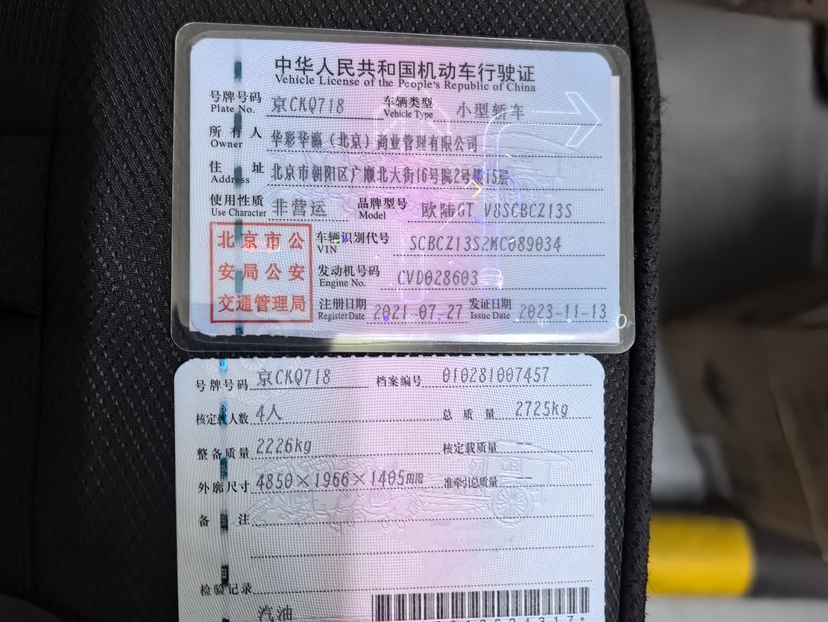 中华人民共和国机动车行驶证
Vehicle License of the People's Republic of China
号牌号码 京CKQ718 车辆类型 小型轿车
Plate No. Vehicle Type
所有人 华彩华瀛（北京）商业管理有限公司
Owner
住址 北京市朝阳区广顺北大街16号院2号楼15层
Address
使用性质 非营运 品牌型号 欧陆GT V8SCBCZ13S
Use Character Model
北京市公
安局公安
交通管理局
车辆识别代号 SCBCZ13S2MC089034
VIN
发动机号码 CVD028603
Engine No.
注册日期 2021-07-27 发证日期 2023-11-13
Register Date Issue Date
号牌号码 京CKQ718 档案编号 010281007457
核定载人数 4人 总质量 2725kg
整备质量 2226kg 核定载质量 --
外廓尺寸 4850×1966×1405mm 准牵引总质量 --
备注
检验记录
汽油